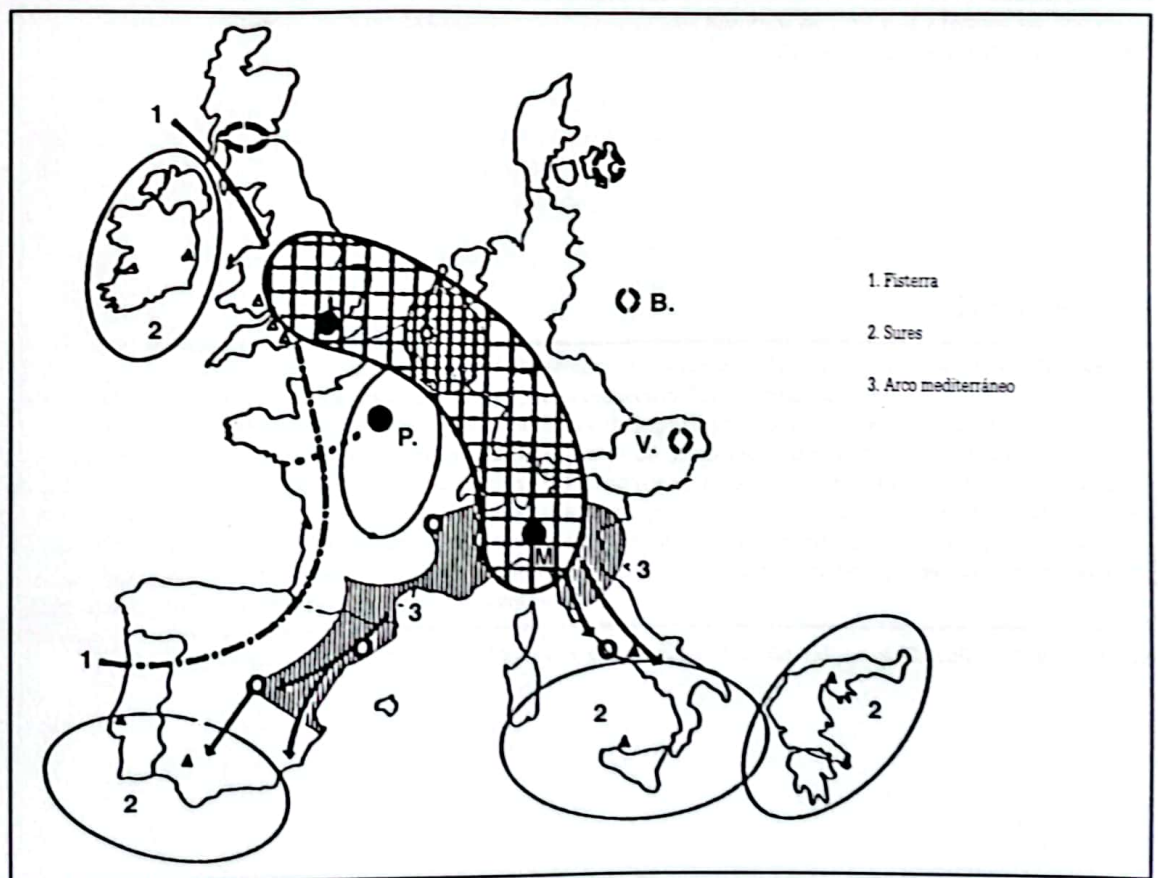 1
2
L
B.
P.
V.
M
3
3
1
2
2
2
1. Fisterra
2. Sures
3. Arco mediterráneo